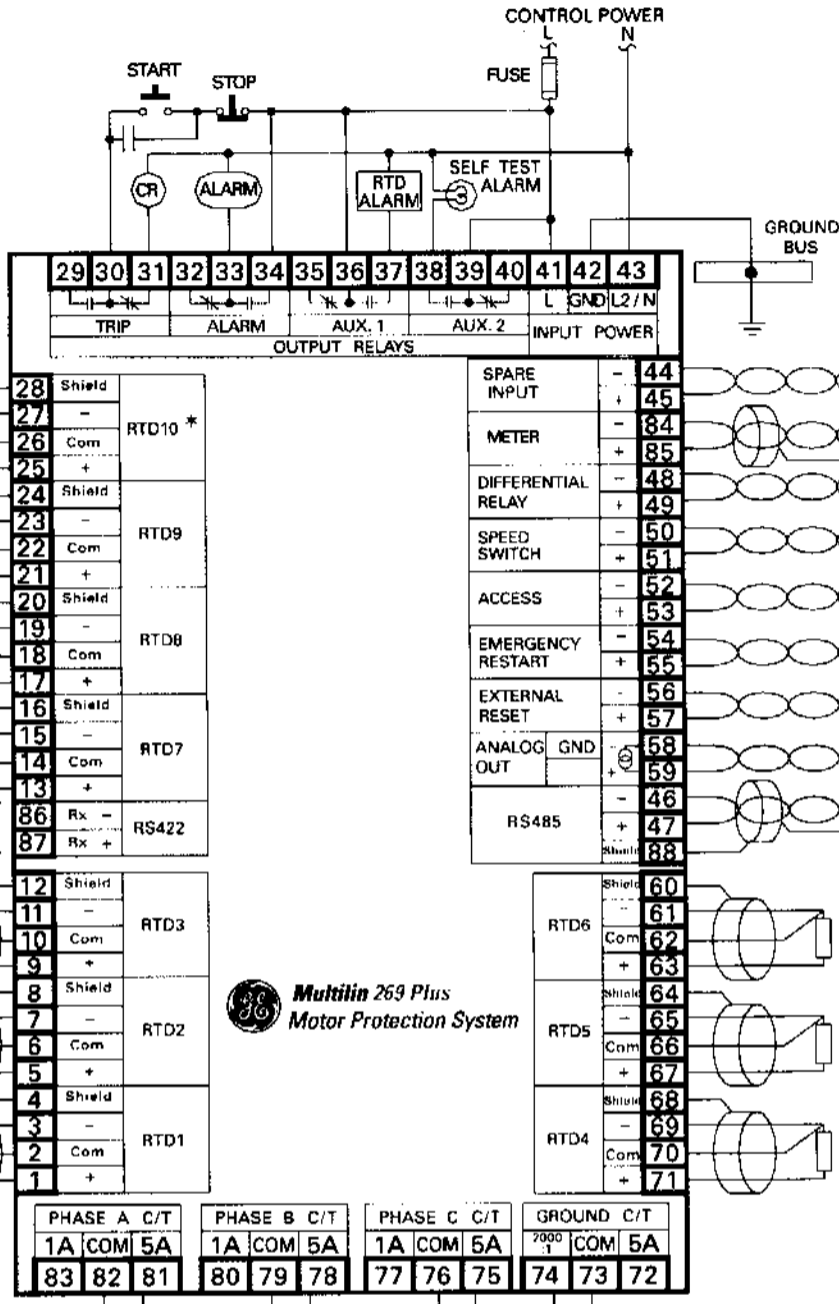 CONTROL POWER
L N
START
STOP
FUSE
CR
ALARM
RTD
ALARM
SELF TEST
ALARM
GROUND
BUS
29 30 31 32 33 34 35 36 37 38 39 40 41 42 43
L GND L2/N
TRIP ALARM AUX. 1 AUX. 2 INPUT POWER
OUTPUT RELAYS
28 Shield
27 -
26 Com
25 +
RTD10 *
24 Shield
23 -
22 Com
21 +
RTD9
20 Shield
19 -
18 Com
17 +
RTD8
16 Shield
15 -
14 Com
13 +
RTD7
86 Rx -
87 Rx +
RS422
12 Shield
11 -
10 Com
9 +
RTD3
8 Shield
7 -
6 Com
5 +
RTD2
4 Shield
3 -
2 Com
1 +
RTD1
SPARE
INPUT
- 44
+ 45
METER
- 84
+ 85
DIFFERENTIAL
RELAY
- 48
+ 49
SPEED
SWITCH
- 50
+ 51
ACCESS
- 52
+ 53
EMERGENCY
RESTART
- 54
+ 55
EXTERNAL
RESET
- 56
+ 57
ANALOG
OUT
GND
58
+ 59
RS485
- 46
+ 47
Shield 88
RTD6
Shield 60
- 61
Com 62
+ 63
RTD5
Shield 64
- 65
Com 66
+ 67
RTD4
Shield 68
- 69
Com 70
+ 71
GE
Multilin 269 Plus
Motor Protection System
PHASE A C/T PHASE B C/T PHASE C C/T GROUND C/T
1A COM 5A 1A COM 5A 1A COM 5A 2000:1 COM 5A
83 82 81 80 79 78 77 76 75 74 73 72